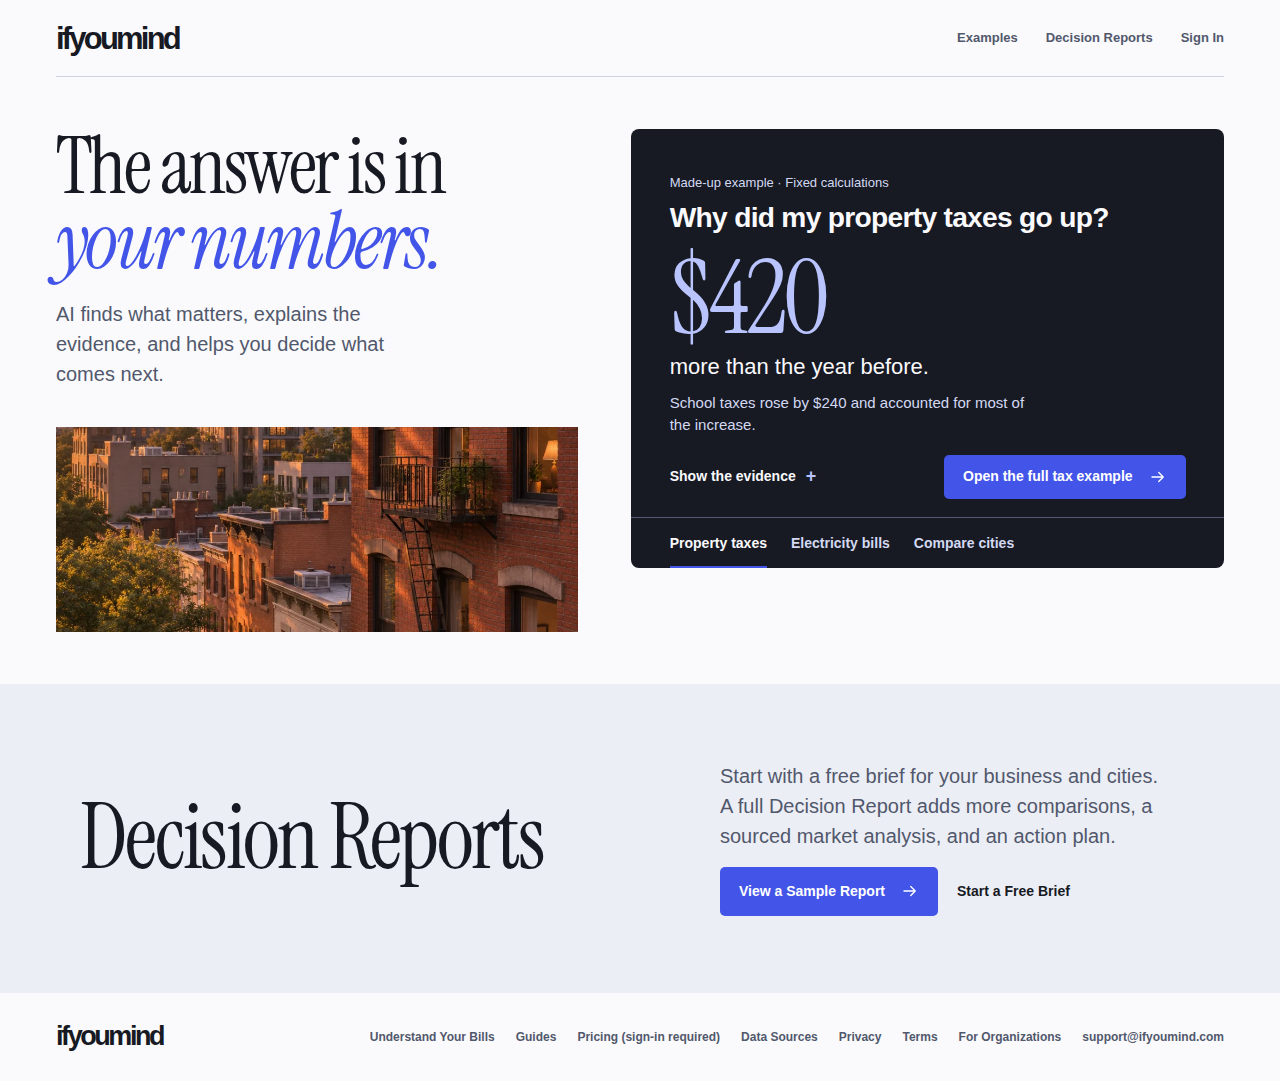 ifyoumind
Examples
Decision Reports
Sign In
The answer is in
your numbers.
AI finds what matters, explains the
evidence, and helps you decide what
comes next.
Made-up example · Fixed calculations
Why did my property taxes go up?
$420
more than the year before.
School taxes rose by $240 and accounted for most of
the increase.
Show the evidence +
Open the full tax example →
Property taxes
Electricity bills
Compare cities
Decision Reports
Start with a free brief for your business and cities.
A full Decision Report adds more comparisons, a
sourced market analysis, and an action plan.
View a Sample Report →
Start a Free Brief
ifyoumind
Understand Your Bills
Guides
Pricing (sign-in required)
Data Sources
Privacy
Terms
For Organizations
support@ifyoumind.com